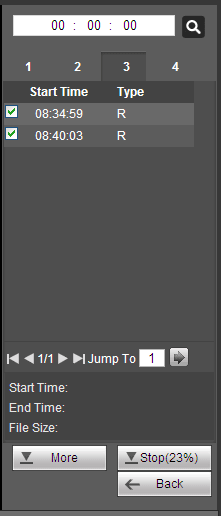 00 : 00 : 00
1 2 3 4
Start Time Type
08:34:59 R
08:40:03 R
1/1 Jump To 1
Start Time:
End Time:
File Size:
More Stop(23%)
Back